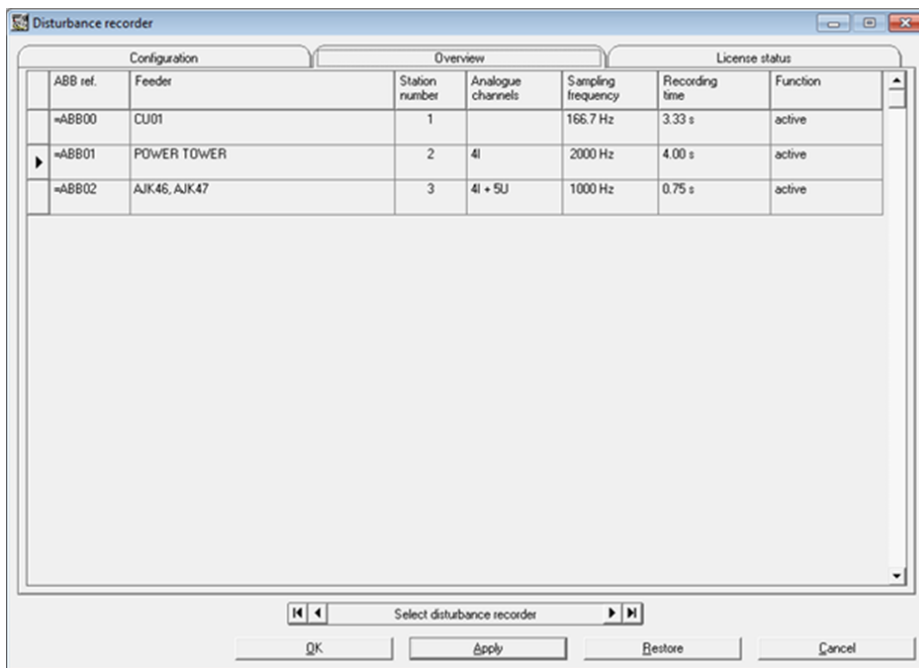 Disturbance recorder
Configuration Overview License status
ABB ref. Feeder Station number Analogue channels Sampling frequency Recording time Function
=ABB00 CU01 1 166.7 Hz 3.33 s active
=ABB01 POWER TOWER 2 4I 2000 Hz 4.00 s active
=ABB02 AJK46, AJK47 3 4I + 5U 1000 Hz 0.75 s active
Select disturbance recorder
OK Apply Restore Cancel